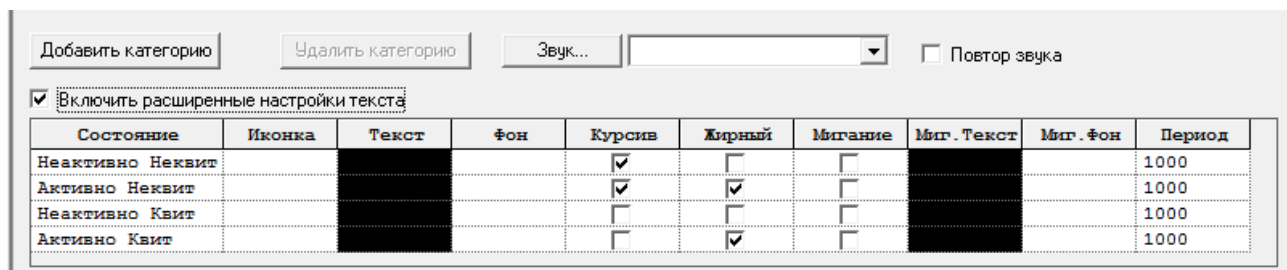 Добавить категорию Удалить категорию Звук... Повтор звука
Включить расширенные настройки текста
Состояние Иконка Текст Фон Курсив Жирный Мигание Миг.Текст Миг.Фон Период
Неактивно Неквит 1000
Активно Неквит 1000
Неактивно Квит 1000
Активно Квит 1000